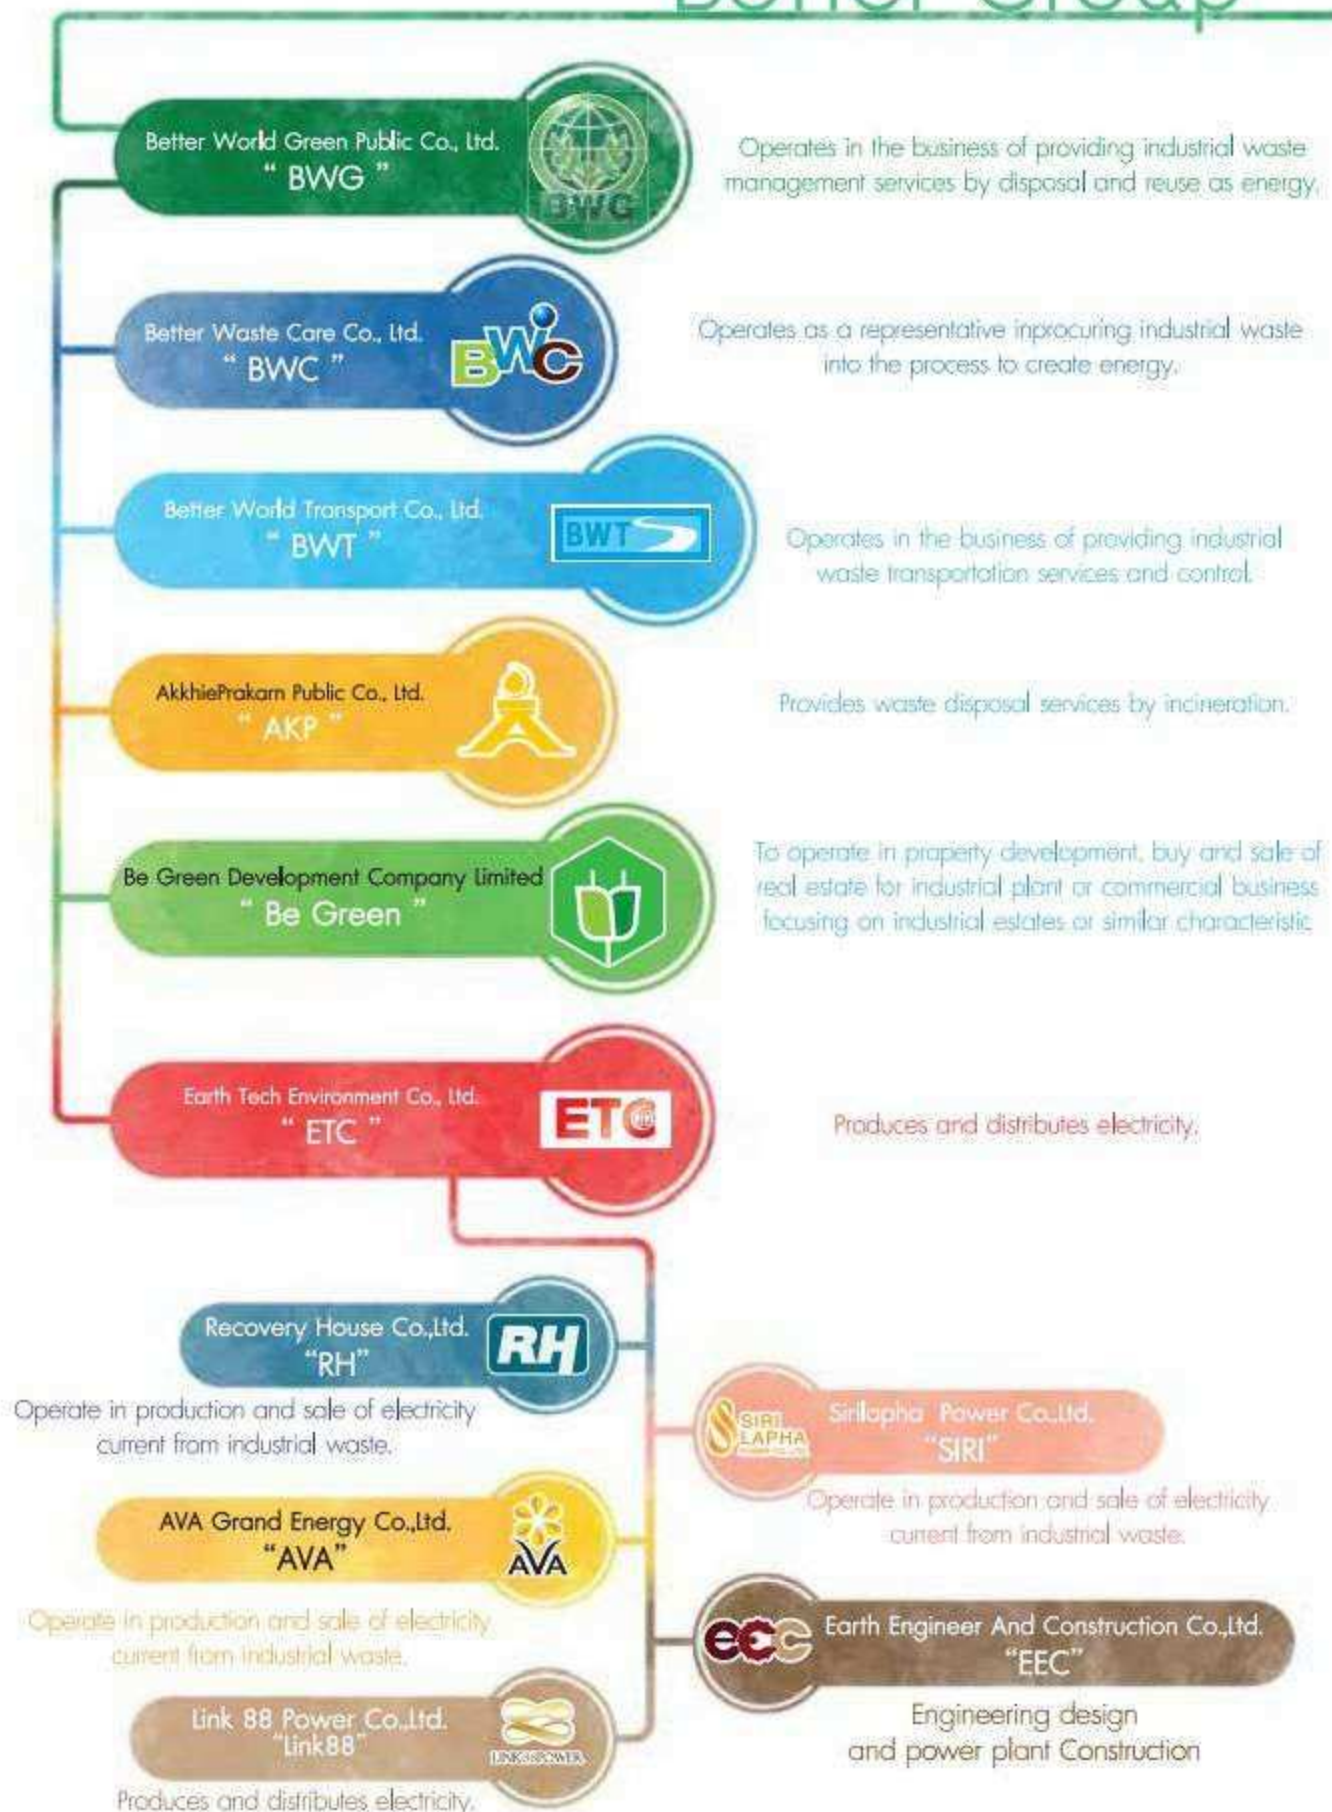 Better Group
Better World Green Public Co., Ltd.
“ BWG ”
BWG
Operates in the business of providing industrial waste
management services by disposal and reuse as energy.
Better Waste Care Co., Ltd.
“ BWC ”
BWC
Operates as a representative inprocuring industrial waste
into the process to create energy.
Better World Transport Co., Ltd.
“ BWT ”
BWT
Operates in the business of providing industrial
waste transportation services and control.
AkkhiePrakarn Public Co., Ltd.
“ AKP ”
Provides waste disposal services by incineration.
Be Green Development Company Limited
“ Be Green ”
To operate in property development, buy and sale of
real estate for industrial plant or commercial business
focusing on industrial estates or similar characteristic
Earth Tech Environment Co., Ltd.
“ ETC ”
ETC
Produces and distributes electricity.
Recovery House Co.,Ltd.
“RH”
RH
Operate in production and sale of electricity
current from industrial waste.
SIRI
LAPHA
Sirilapha Power Co.,Ltd.
“SIRI”
Operate in production and sale of electricity
current from industrial waste.
AVA Grand Energy Co.,Ltd.
“AVA”
AVA
Operate in production and sale of electricity
current from industrial waste.
eec
Earth Engineer And Construction Co.,Ltd.
“EEC”
Engineering design
and power plant Construction
Link 88 Power Co.,Ltd.
“Link88”
LINK88POWER
Produces and distributes electricity.